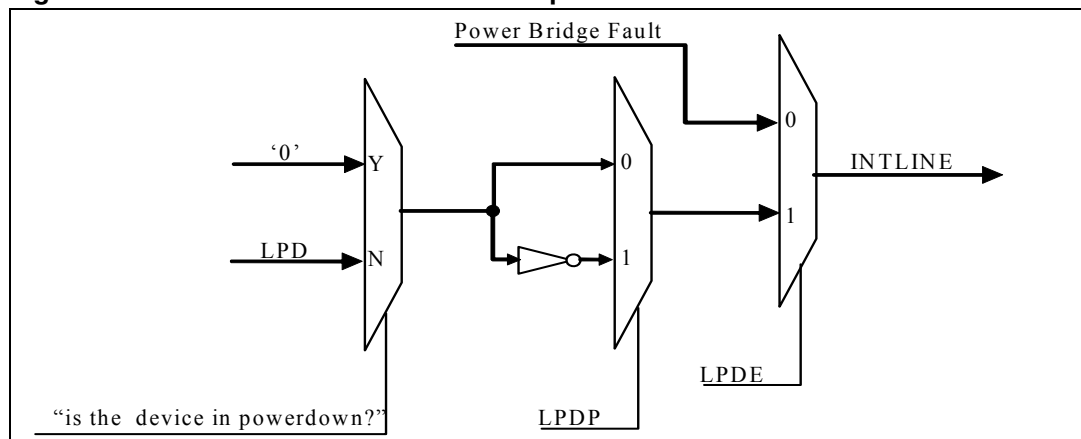 Power Bridge Fault
0
‘0’
Y
0
INTLINE
1
LPD
N
1
LPDE
“is the device in powerdown?”
LPDP